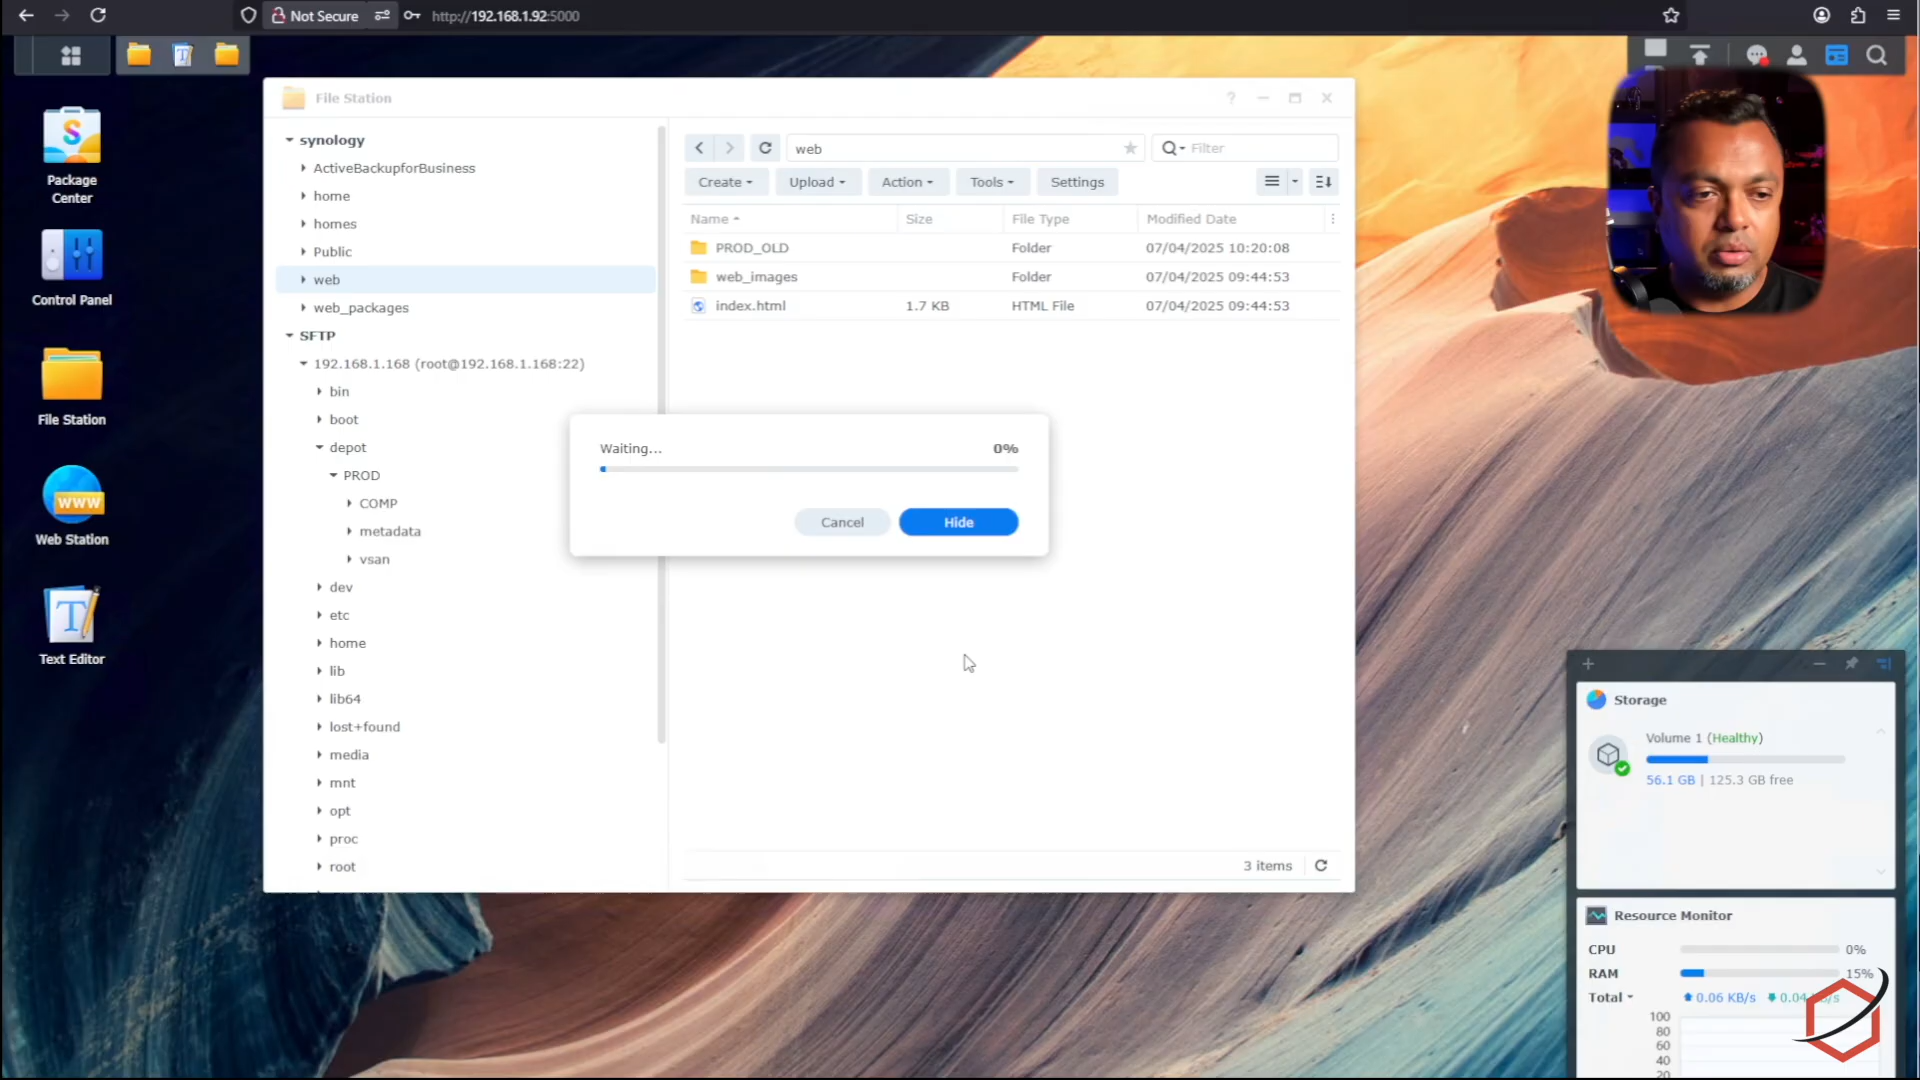 Not Secure
http://192.168.1.92:5000
Package
Center
Control Panel
File Station
Web Station
Text Editor
WWW
File Station
synology
ActiveBackupforBusiness
home
homes
Public
web
web_packages
SFTP
192.168.1.168 (root@192.168.1.168:22)
bin
boot
depot
PROD
COMP
metadata
vsan
dev
etc
home
lib
lib64
lost+found
media
mnt
opt
proc
root
web
Filter
Create
Upload
Action
Tools
Settings
Name
Size
File Type
Modified Date
PROD_OLD
Folder
07/04/2025 10:20:08
web_images
Folder
07/04/2025 09:44:53
index.html
1.7 KB
HTML File
07/04/2025 09:44:53
Waiting...
0%
Cancel
Hide
3 items
Storage
Volume 1 (Healthy)
56.1 GB | 125.3 GB free
Resource Monitor
CPU
0%
RAM
15%
Total
0.06 KB/s
100
80
60
40
20